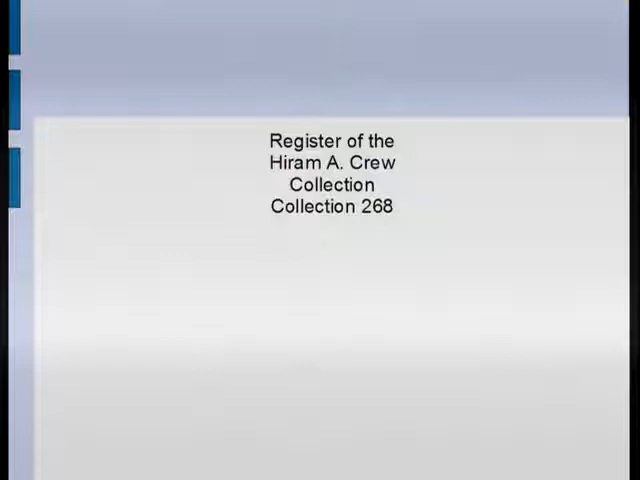 Register of the
Hiram A. Crew
Collection
Collection 268